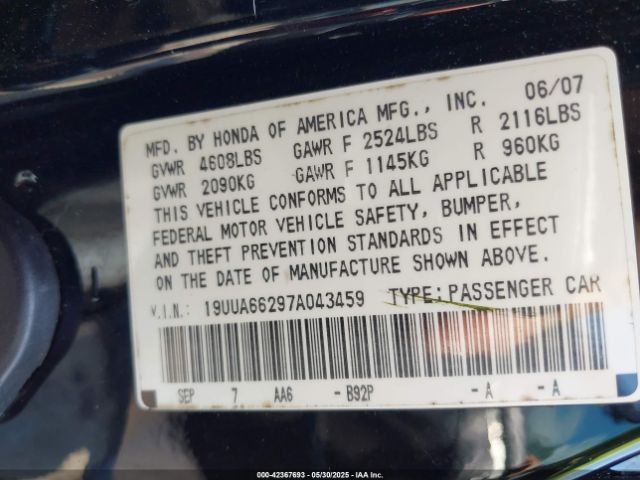 06/07
MFD. BY HONDA OF AMERICA MFG., INC.
GVWR 4608LBS GAWR F 2524LBS R 2116LBS
GVWR 2090KG GAWR F 1145KG R 960KG
THIS VEHICLE CONFORMS TO ALL APPLICABLE
FEDERAL MOTOR VEHICLE SAFETY, BUMPER,
AND THEFT PREVENTION STANDARDS IN EFFECT
ON THE DATE OF MANUFACTURE SHOWN ABOVE.
V.I.N.: 19UUA66297A043459 TYPE:PASSENGER CAR
SEP 7 AA6 -B92P -A -A
000-42367693 - 05/30/2025 - IAAI, Inc.